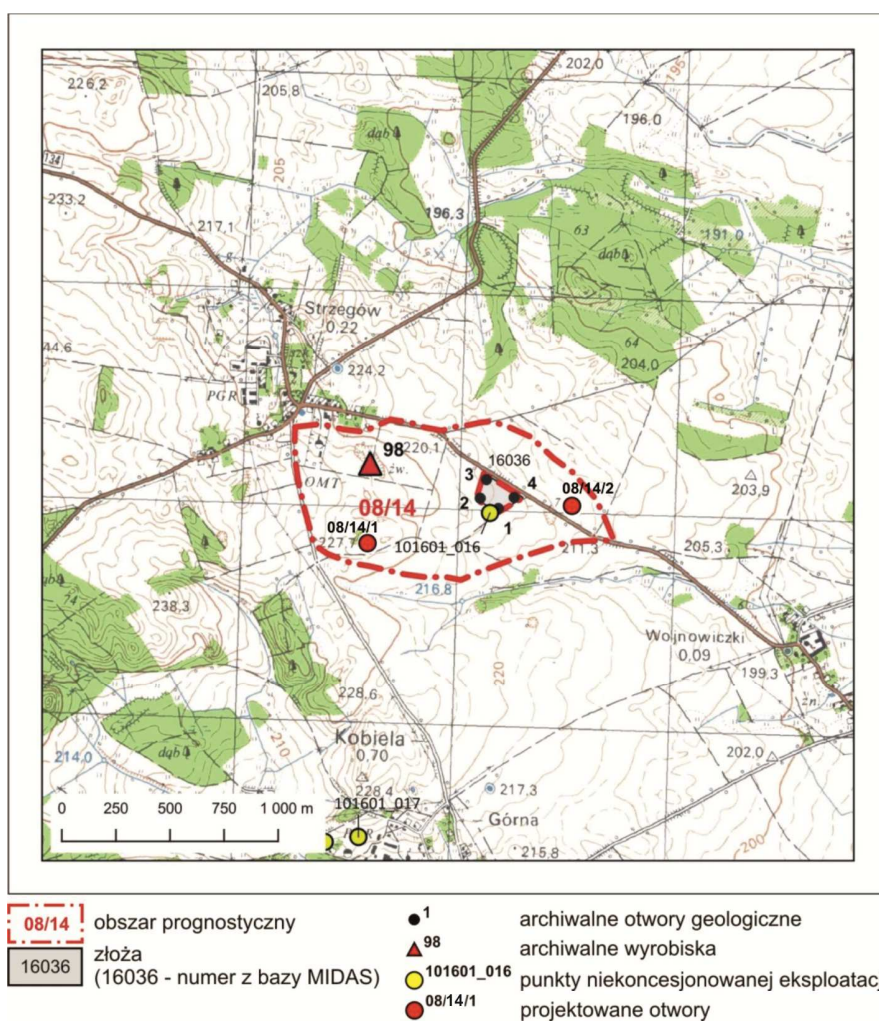 202,0
195
226,2
205,8
dąb
196,0
134
205
233,2
196.3
217,1
63
191,0
dąb
Strzegów
0,22
64
44,6
224,2
204,0
PGR
98
220,1
16036
żw.
3
4
OMT
203,9
08/14
2
08/14/2
7
1
08/14/1
227,7
101601_016
211,3
205,3
216,8
238,3
74
Wojnowiczki
0,09
220
199,3
228,6
żn.
Kobiela
0,70
202,0
dąb
210
214,0
228,4
217,3
0 250 500 750 1 000 m
101601_017
Górna
215,8
200
08/14 obszar prognostyczny
złoża
16036 (16036 - numer z bazy MIDAS)
1 archiwalne otwory geologiczne
98 archiwalne wyrobiska
101601_016 punkty niekoncesjonowanej eksploatacj
08/14/1 projektowane otwory